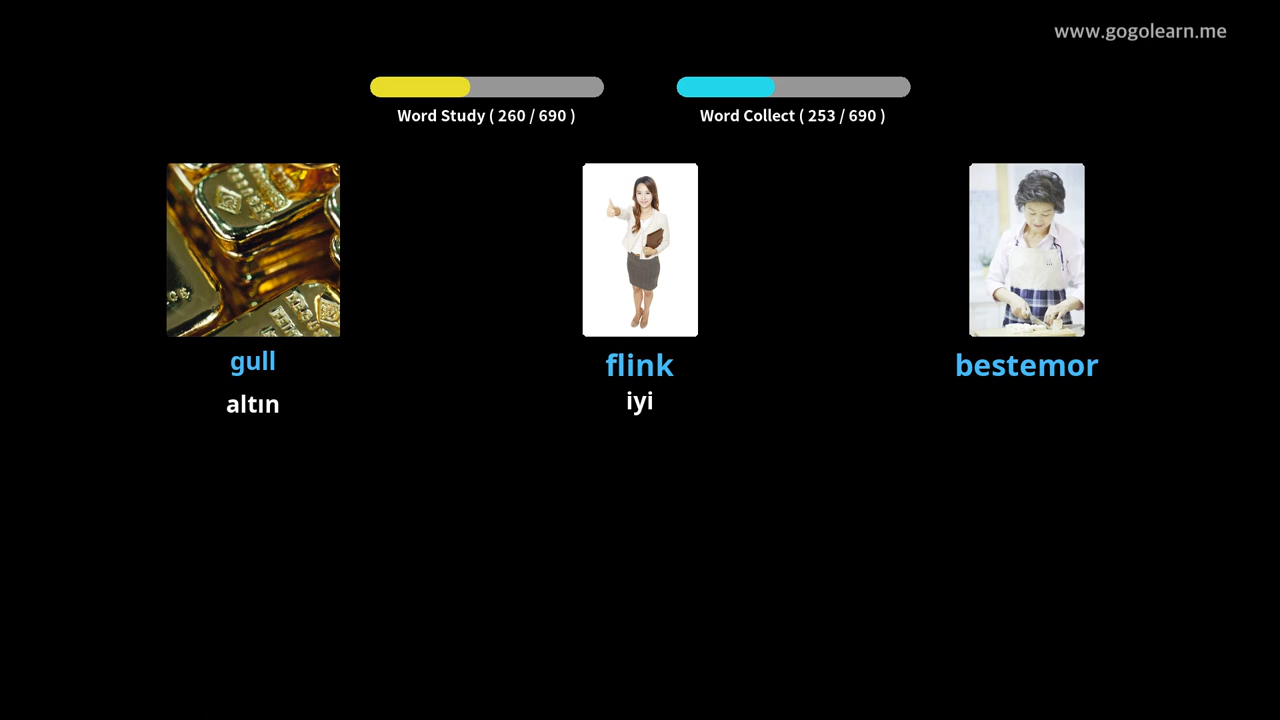 www.gogolearn.me
Word Study ( 260 / 690 )
Word Collect ( 253 / 690 )
gull
altın
flink
iyi
bestemor